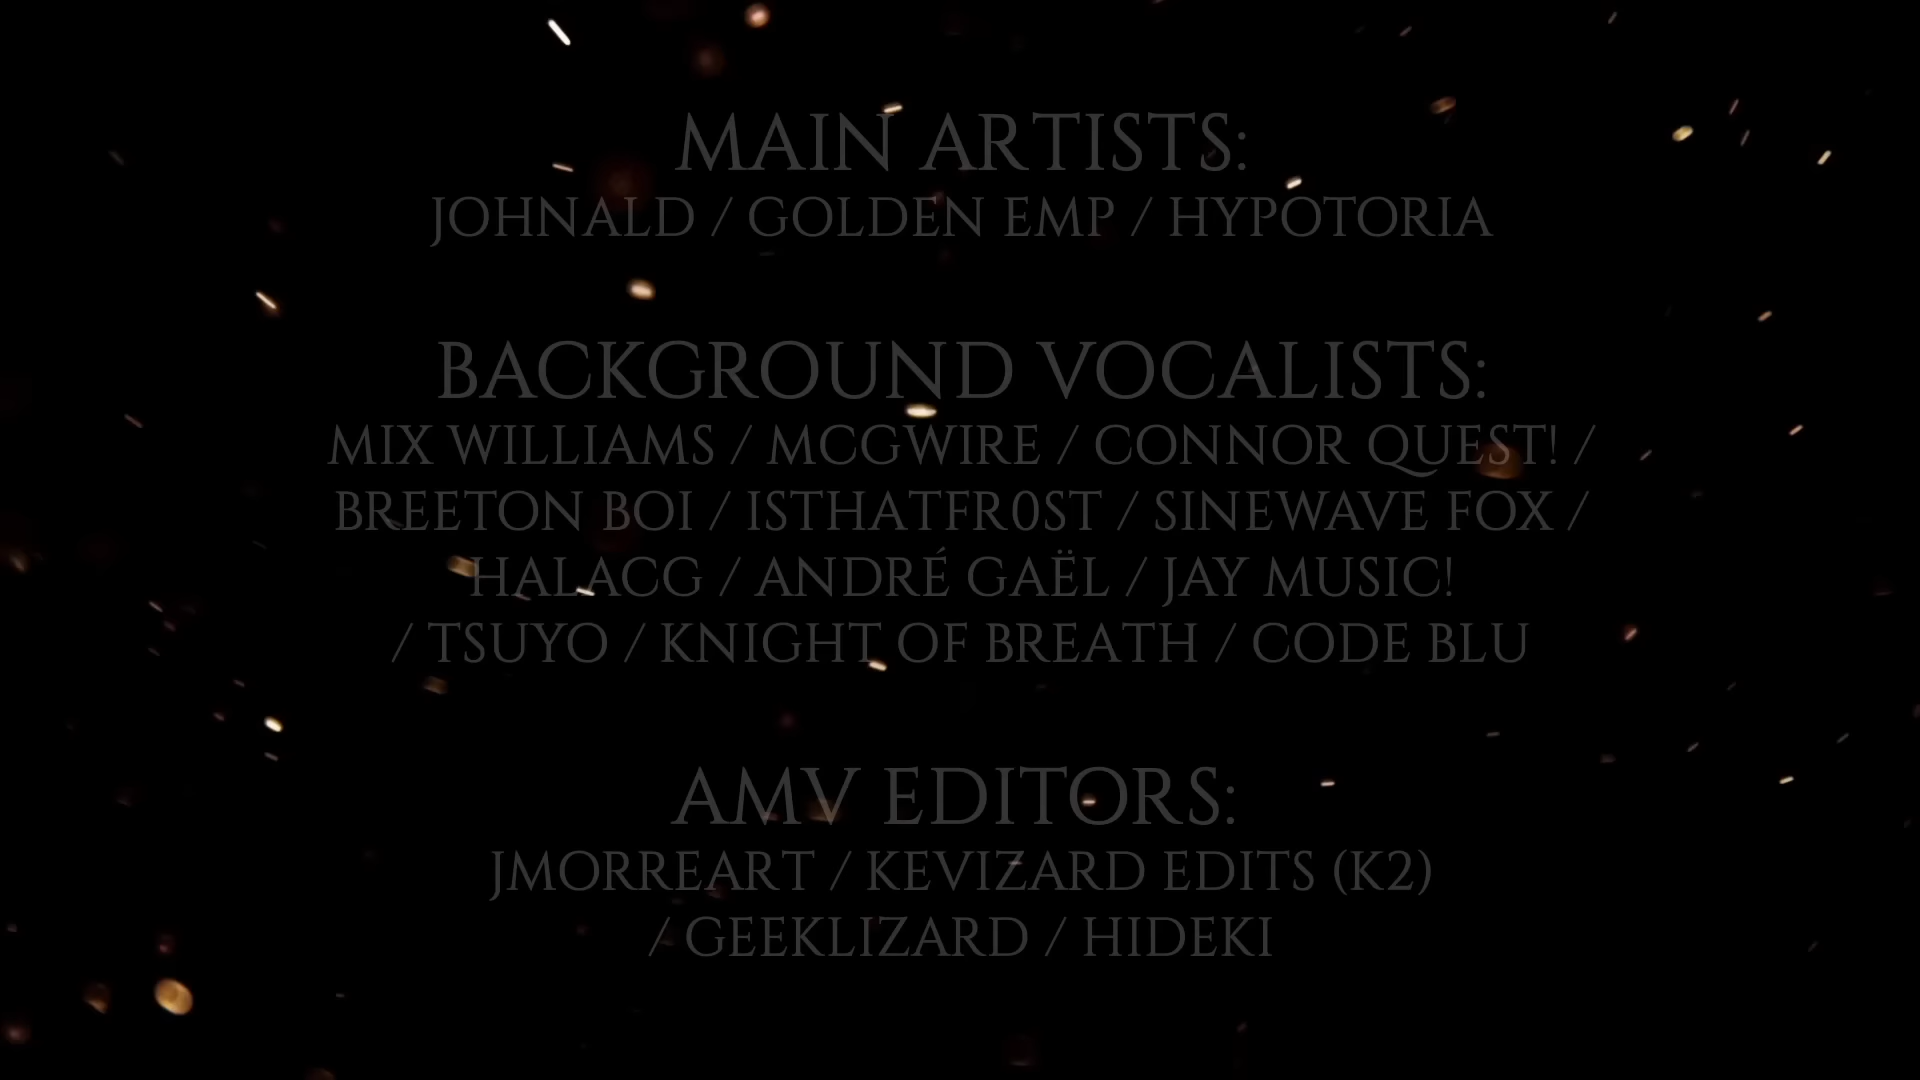 MAIN ARTISTS:
JOHNALD / GOLDEN EMP / HYPOTORIA
BACKGROUND VOCALISTS:
MIX WILLIAMS / MCGWIRE / CONNOR QUEST! /
BREETON BOI / ISTHATFR0ST / SINEWAVE FOX /
HALACG / ANDRÉ GAËL / JAY MUSIC!
/ TSUYO / KNIGHT OF BREATH / CODE BLU
AMV EDITORS:
JMORREART / KEVIZARD EDITS (K2)
/ GEEKLIZARD / HIDEKI